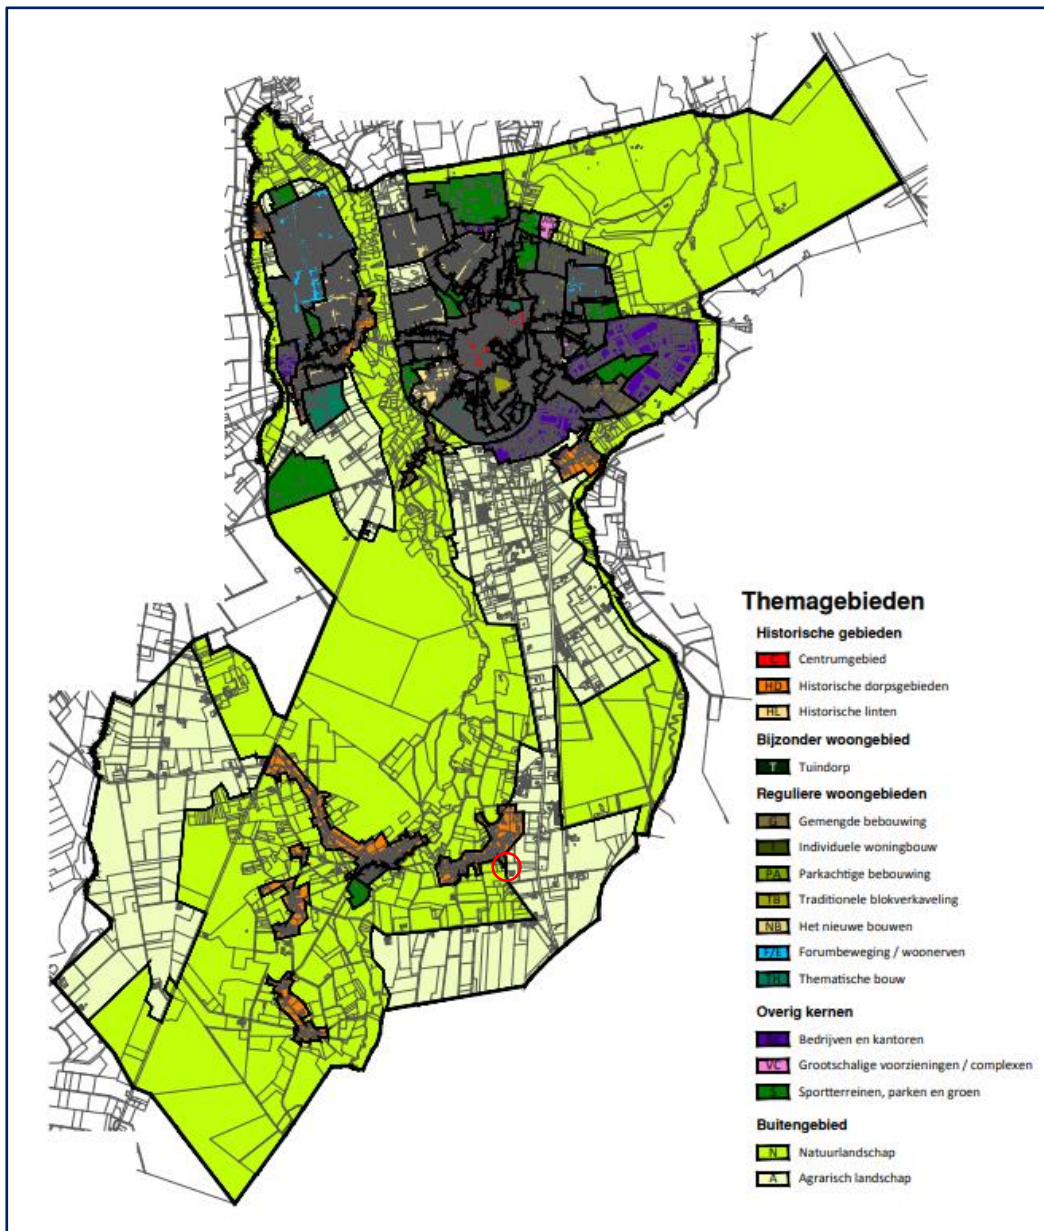 Themagebieden
Historische gebieden
C Centrumgebied
HD Historische dorpsgebieden
HL Historische linten
Bijzonder woongebied
T Tuindorp
Reguliere woongebieden
G Gemengde bebouwing
I Individuele woningbouw
PA Parkachtige bebouwing
TB Traditionele blokverkaveling
NB Het nieuwe bouwen
F/E Forumbeweging / woonerven
TH Thematische bouw
Overig kernen
Bedrijven en kantoren
VC Grootschalige voorzieningen / complexen
S Sportterreinen, parken en groen
Buitengebied
N Natuurlandschap
A Agrarisch landschap